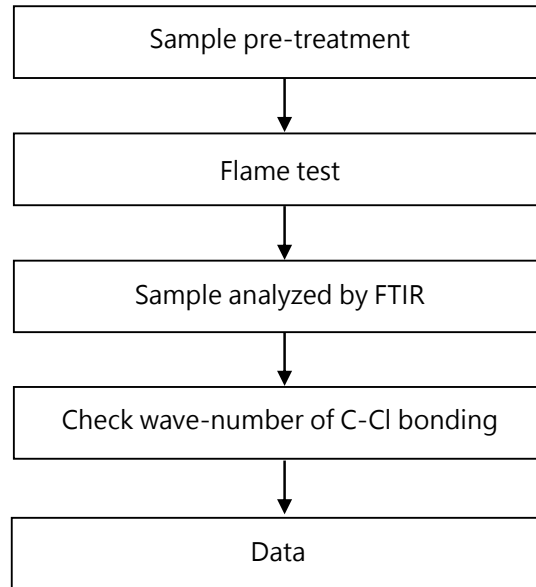 Sample pre-treatment
Flame test
Sample analyzed by FTIR
Check wave-number of C-Cl bonding
Data